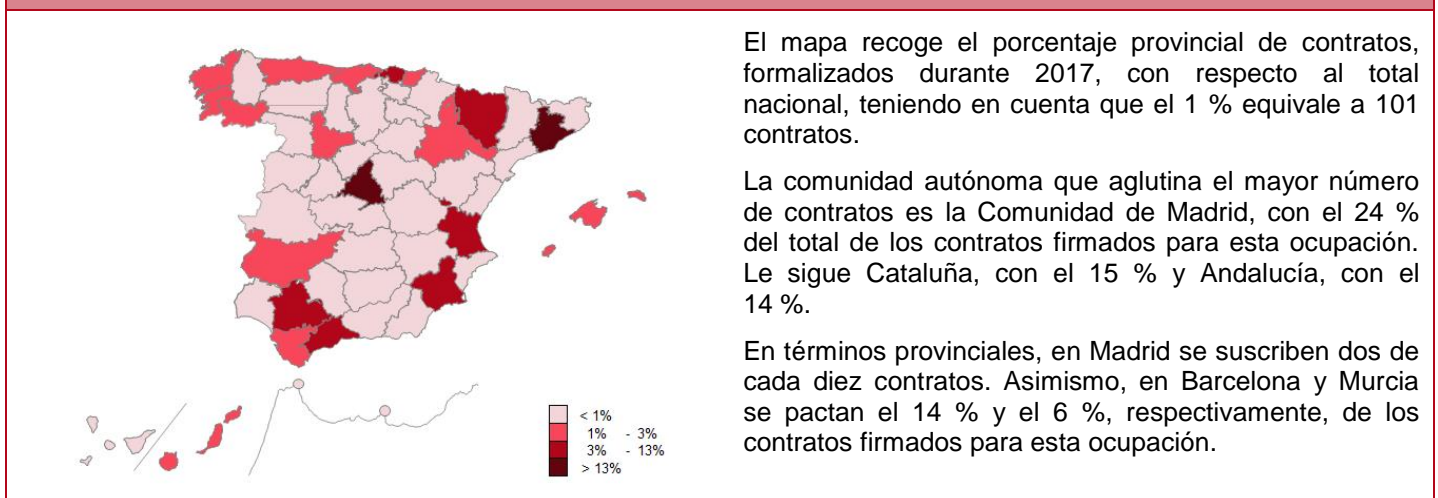 El mapa recoge el porcentaje provincial de contratos,
formalizados durante 2017, con respecto al total
nacional, teniendo en cuenta que el 1 % equivale a 101
contratos.
La comunidad autónoma que aglutina el mayor número
de contratos es la Comunidad de Madrid, con el 24 %
del total de los contratos firmados para esta ocupación.
Le sigue Cataluña, con el 15 % y Andalucía, con el
14 %.
En términos provinciales, en Madrid se suscriben dos de
cada diez contratos. Asimismo, en Barcelona y Murcia
se pactan el 14 % y el 6 %, respectivamente, de los
contratos firmados para esta ocupación.
< 1%
1% - 3%
3% - 13%
> 13%